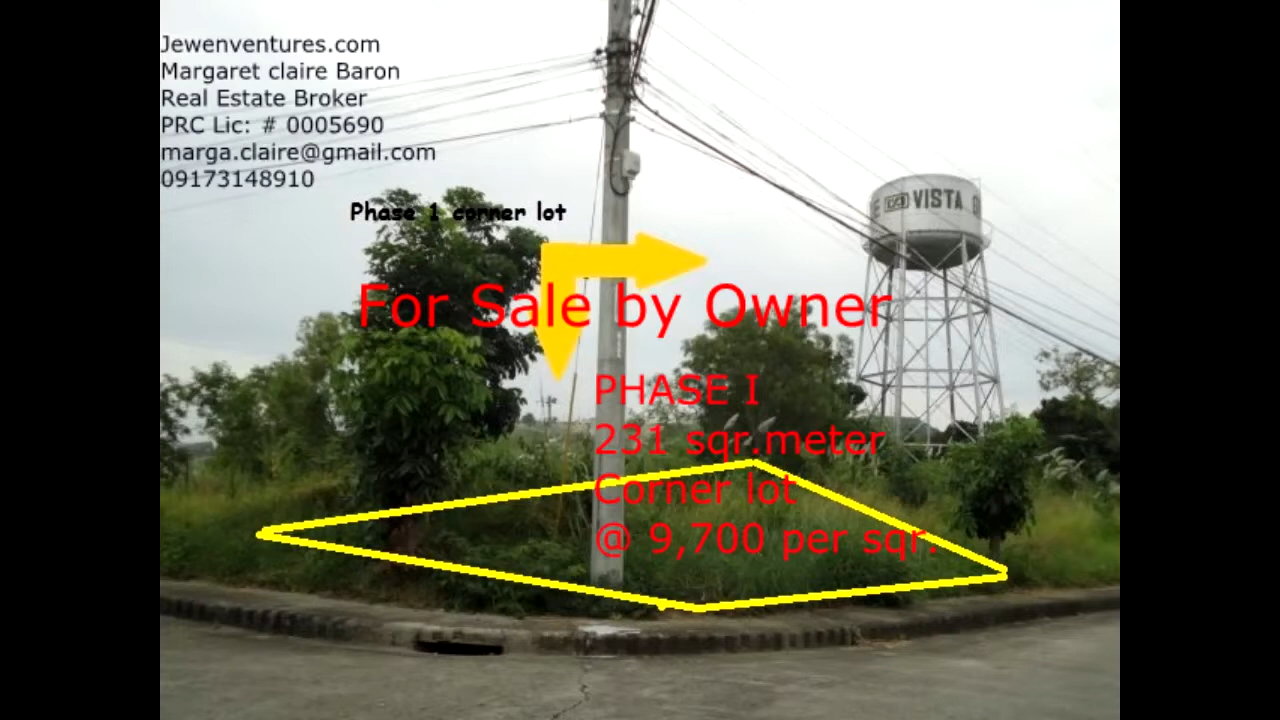 Jewenventures.com
Margaret claire Baron
Real Estate Broker
PRC Lic: # 0005690
marga.claire@gmail.com
09173148910
VISTA
Phase 1 corner lot
For Sale by Owner
PHASE I
231 sqr.meter
Corner lot
@ 9,700 per sqr.